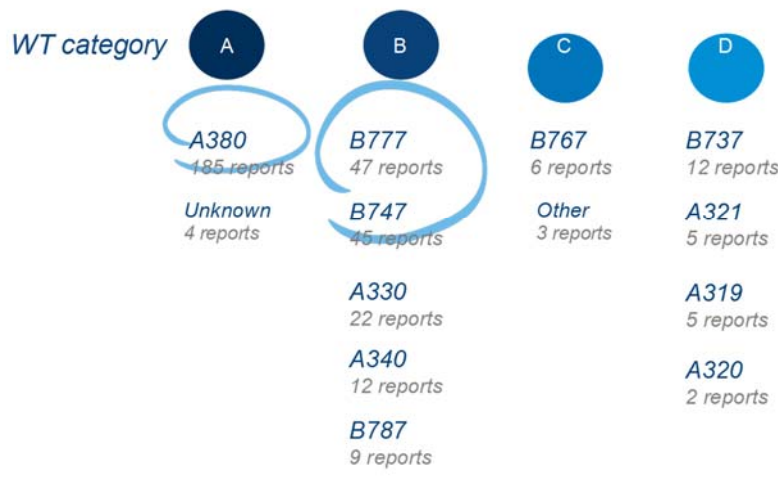 WT category
A
B
C
D
A380
185 reports
Unknown
4 reports
B777
47 reports
B747
45 reports
A330
22 reports
A340
12 reports
B787
9 reports
B767
6 reports
Other
3 reports
B737
12 reports
A321
5 reports
A319
5 reports
A320
2 reports